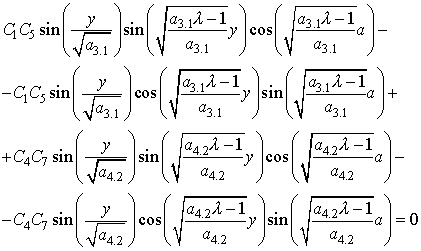 C₁C₅ sin(y/√a₃.₁) sin(√((a₃.₁λ−1)/a₃.₁) y) cos(√((a₃.₁λ−1)/a₃.₁) a) −
−C₁C₅ sin(y/√a₃.₁) cos(√((a₃.₁λ−1)/a₃.₁) y) sin(√((a₃.₁λ−1)/a₃.₁) a) +
+C₄C₇ sin(y/√a₄.₂) sin(√((a₄.₂λ−1)/a₄.₂) y) cos(√((a₄.₂λ−1)/a₄.₂) a) −
−C₄C₇ sin(y/√a₄.₂) cos(√((a₄.₂λ−1)/a₄.₂) y) sin(√((a₄.₂λ−1)/a₄.₂) a) = 0